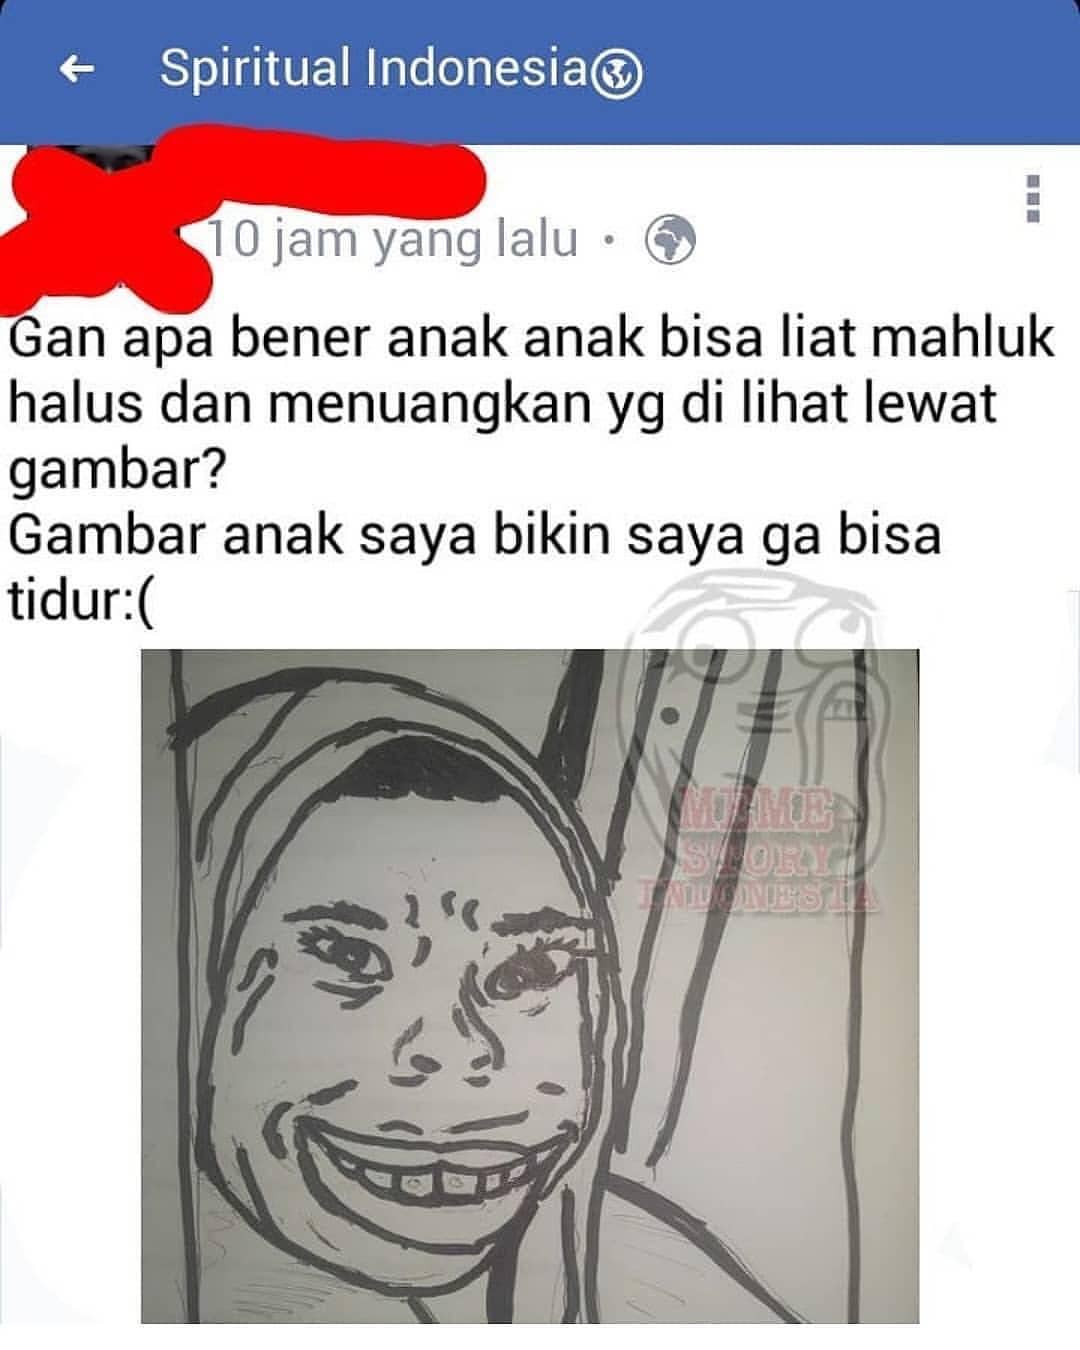 Spiritual Indonesia
10 jam yang lalu ·
Gan apa bener anak anak bisa liat mahluk
halus dan menuangkan yg di lihat lewat
gambar?
Gambar anak saya bikin saya ga bisa
tidur:(
MEME
STORY
INDONESIA